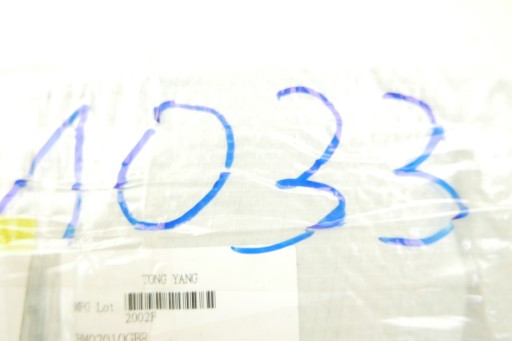 1033
TONG YANG
MFG Lot
2002F